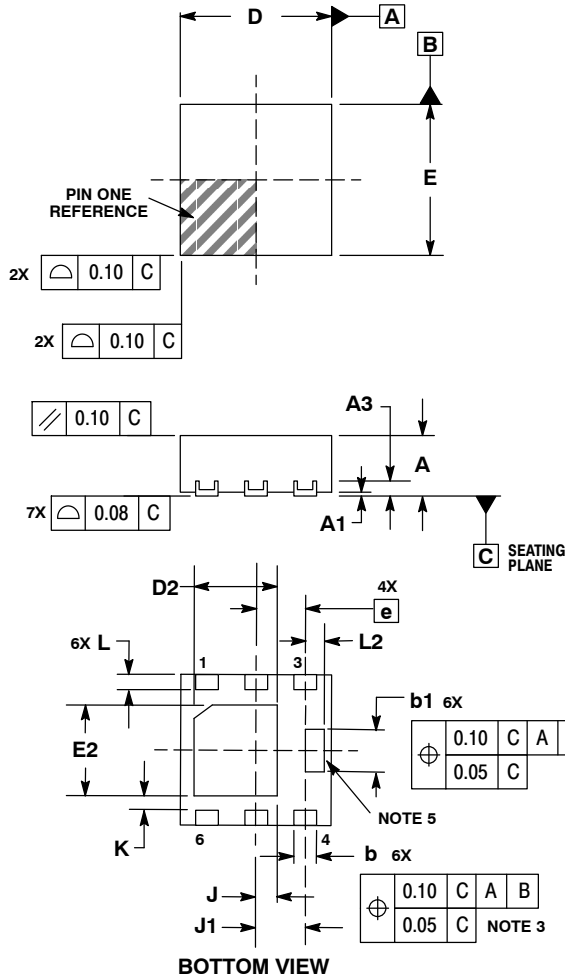 D
A
B
E
PIN ONE
REFERENCE
2X ⌓ 0.10 C
2X ⌓ 0.10 C
⫽ 0.10 C
A3
A
7X ⌓ 0.08 C
A1
C SEATING
PLANE
D2
4X
e
6X L
L2
1
3
b1 6X
⌖ 0.10 C A
0.05 C
E2
NOTE 5
K
6
4
b 6X
J
⌖ 0.10 C A B
0.05 C NOTE 3
J1
BOTTOM VIEW